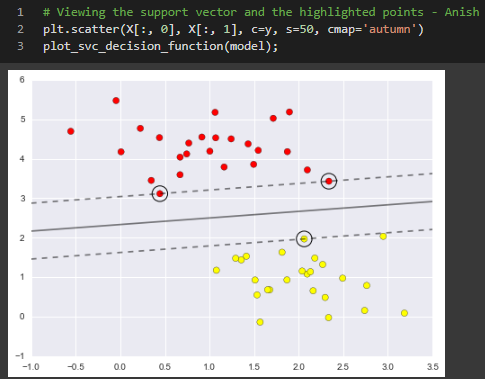 1 # Viewing the support vector and the highlighted points - Anish
2 plt.scatter(X[:, 0], X[:, 1], c=y, s=50, cmap='autumn')
3 plot_svc_decision_function(model);
6
5
4
3
2
1
0
−1
−1.0 −0.5 0.0 0.5 1.0 1.5 2.0 2.5 3.0 3.5